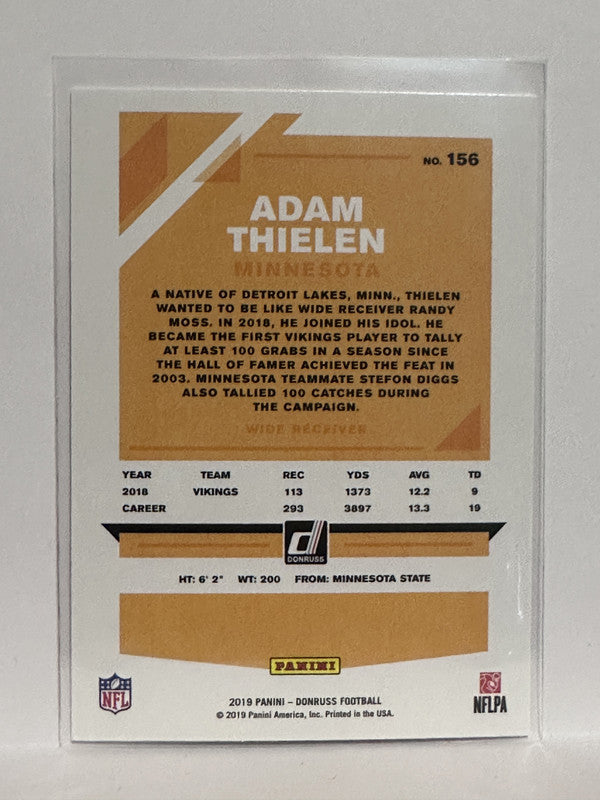 NO. 156
ADAM
THIELEN
MINNESOTA
A NATIVE OF DETROIT LAKES, MINN., THIELEN
WANTED TO BE LIKE WIDE RECEIVER RANDY
MOSS. IN 2018, HE JOINED HIS IDOL. HE
BECAME THE FIRST VIKINGS PLAYER TO TALLY
AT LEAST 100 GRABS IN A SEASON SINCE
THE HALL OF FAMER ACHIEVED THE FEAT IN
2003. MINNESOTA TEAMMATE STEFON DIGGS
ALSO TALLIED 100 CATCHES DURING
THE CAMPAIGN.
WIDE RECEIVER
YEAR TEAM REC YDS AVG TD
2018 VIKINGS 113 1373 12.2 9
CAREER 293 3897 13.3 19
d
DONRUSS
HT: 6' 2" WT: 200 FROM: MINNESOTA STATE
PANINI
NFL
2019 PANINI – DONRUSS FOOTBALL
© 2019 Panini America, Inc. Printed in the USA.
NFLPA